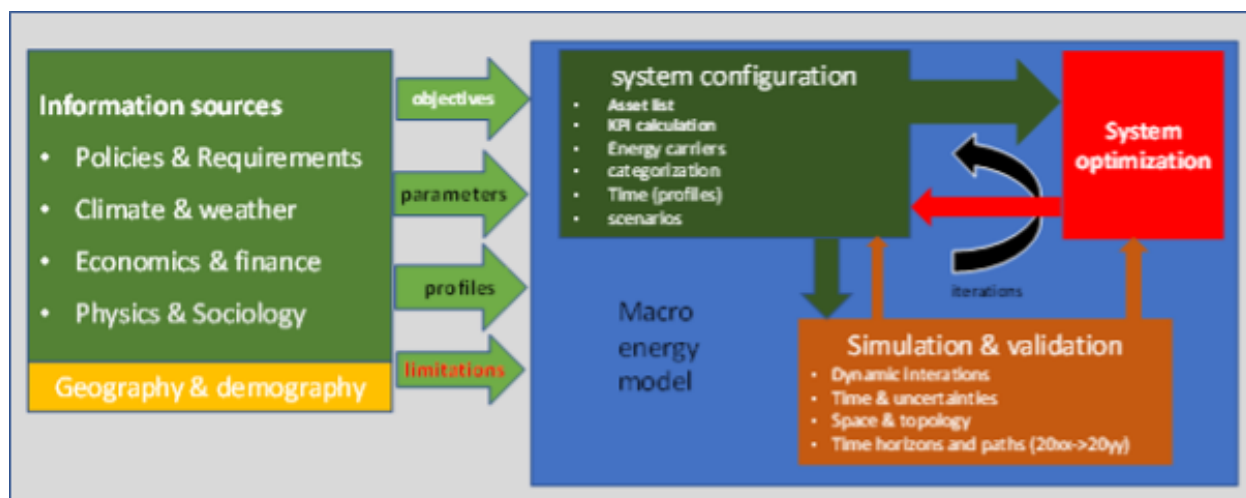 Information sources
• Policies & Requirements
• Climate & weather
• Economics & finance
• Physics & Sociology
Geography & demography
objectives
parameters
profiles
limitations
system configuration
• Asset list
• KPI calculation
• Energy carriers
• categorization
• Time (profiles)
• scenarios
System
optimization
iterations
Macro
energy
model
Simulation & validation
• Dynamic Interations
• Time & uncertainties
• Space & topology
• Time horizons and paths (20xx->20yy)